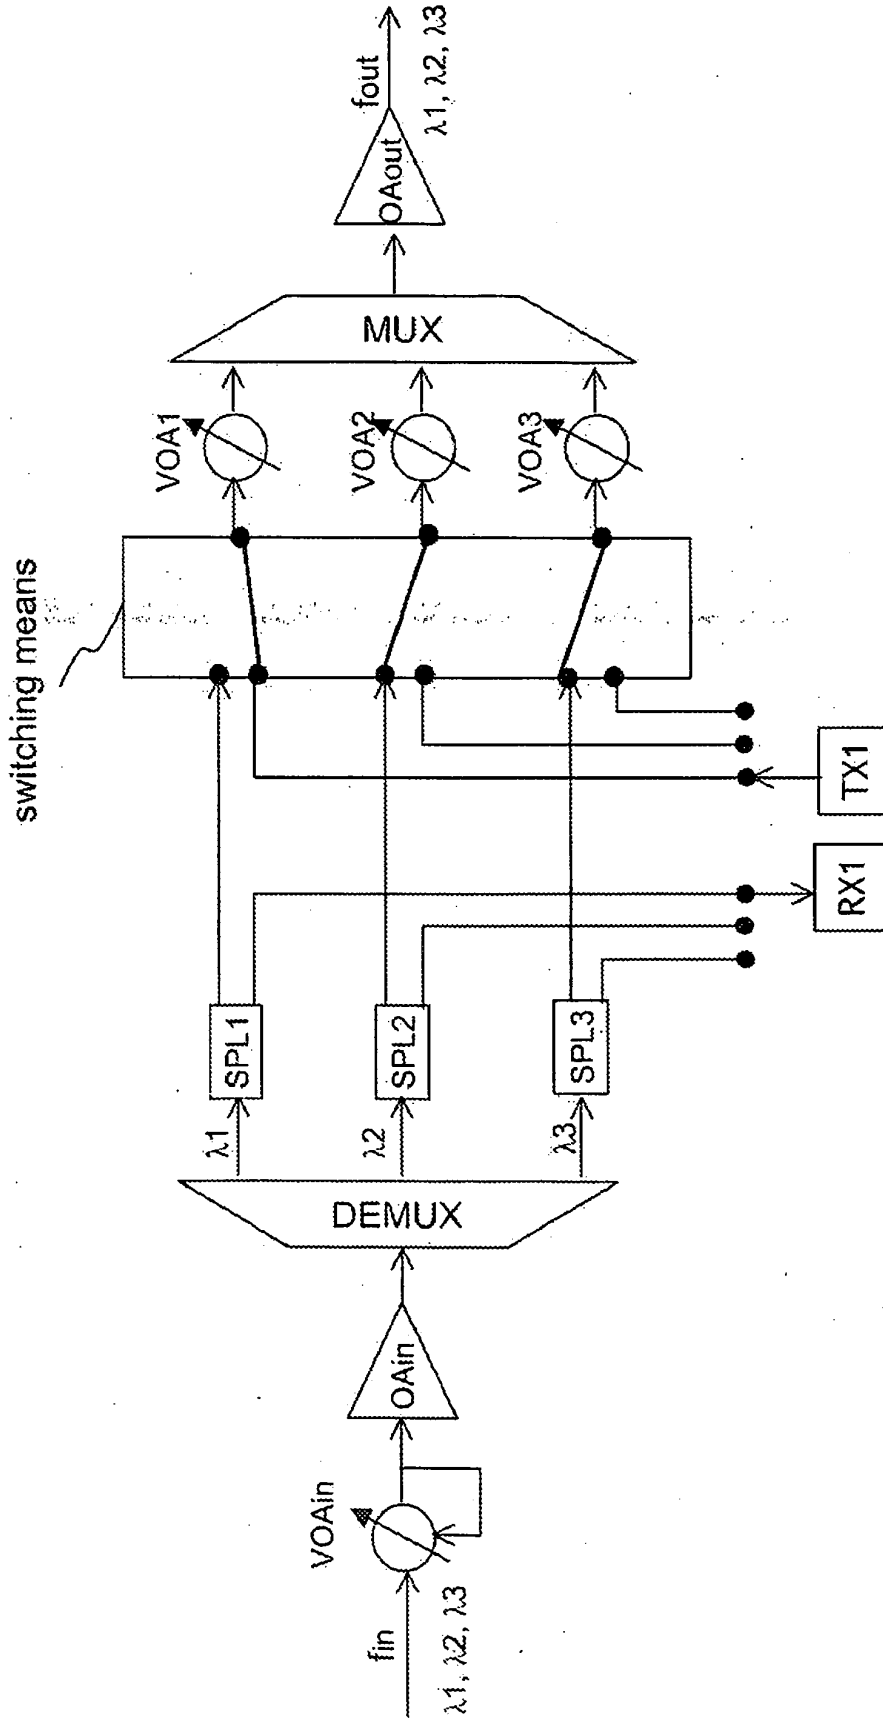 switching means
fin
λ1, λ2, λ3
VOAin
OAin
DEMUX
λ1
λ2
λ3
SPL1
SPL2
SPL3
RX1
TX1
VOA1
VOA2
VOA3
MUX
OAout
fout
λ1, λ2, λ3